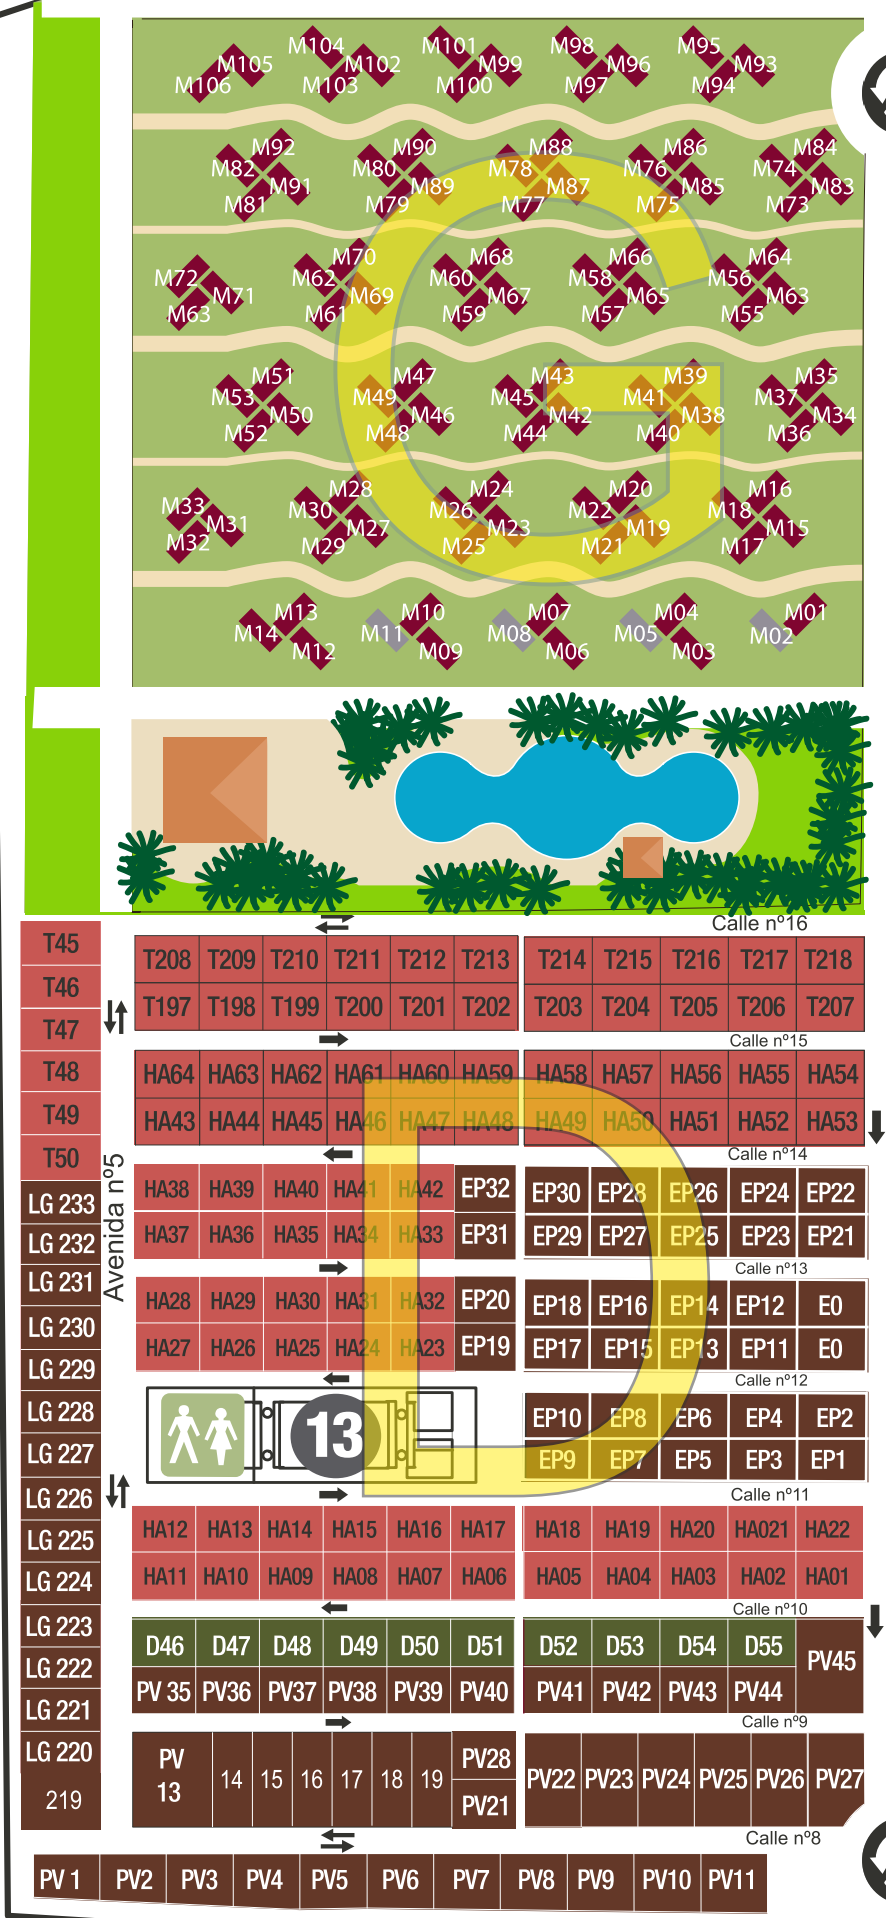 M104 M101 M98 M95
M105 M102 M99 M96 M93
M106 M103 M100 M97 M94
M92 M90 M88 M86 M84
M82 M80 M78 M76 M74
M91 M89 M87 M85 M83
M81 M79 M77 M75 M73
M70 M68 M66 M64
M72 M62 M60 M58 M56
M71 M69 M67 M65 M63
M63 M61 M59 M57 M55
M51 M47 M43 M39 M35
M53 M49 M45 M41 M37
M50 M46 M42 M38 M34
M52 M48 M44 M40 M36
G
M28 M24 M20 M16
M33 M30 M26 M22 M18
M31 M27 M23 M19 M15
M32 M29 M25 M21 M17
M13 M10 M07 M04 M01
M14 M11 M08 M05 M02
M12 M09 M06 M03
Calle nº16
T45
T46
T47
T48
T49
T50
LG 233
LG 232
LG 231
LG 230
LG 229
LG 228
LG 227
LG 226
LG 225
LG 224
LG 223
LG 222
LG 221
LG 220
219
Avenida nº5
T208 T209 T210 T211 T212 T213 T214 T215 T216 T217 T218
T197 T198 T199 T200 T201 T202 T203 T204 T205 T206 T207
Calle nº15
HA64 HA63 HA62 HA61 HA60 HA59 HA58 HA57 HA56 HA55 HA54
HA43 HA44 HA45 HA46 HA47 HA48 HA49 HA50 HA51 HA52 HA53
Calle nº14
HA38 HA39 HA40 HA41 HA42 EP32 EP30 EP28 EP26 EP24 EP22
HA37 HA36 HA35 HA34 HA33 EP31 EP29 EP27 EP25 EP23 EP21
D
Calle nº13
HA28 HA29 HA30 HA31 HA32 EP20 EP18 EP16 EP14 EP12 E0
HA27 HA26 HA25 HA24 HA23 EP19 EP17 EP15 EP13 EP11 E0
Calle nº12
13
EP10 EP8 EP6 EP4 EP2
EP9 EP7 EP5 EP3 EP1
Calle nº11
HA12 HA13 HA14 HA15 HA16 HA17 HA18 HA19 HA20 HA021 HA22
HA11 HA10 HA09 HA08 HA07 HA06 HA05 HA04 HA03 HA02 HA01
Calle nº10
D46 D47 D48 D49 D50 D51 D52 D53 D54 D55 PV45
PV 35 PV36 PV37 PV38 PV39 PV40 PV41 PV42 PV43 PV44
Calle nº9
PV
13
14 15 16 17 18 19
PV28
PV21
PV22 PV23 PV24 PV25 PV26 PV27
Calle nº8
PV 1 PV2 PV3 PV4 PV5 PV6 PV7 PV8 PV9 PV10 PV11